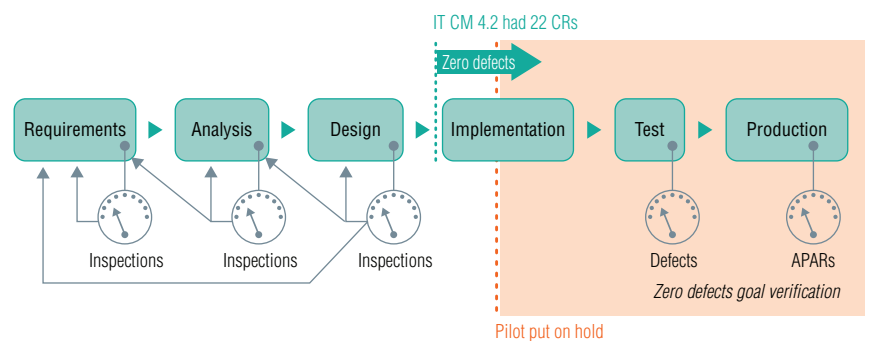 IT CM 4.2 had 22 CRs
Zero defects
Requirements
Analysis
Design
Implementation
Test
Production
Inspections
Inspections
Inspections
Defects
APARs
Zero defects goal verification
Pilot put on hold